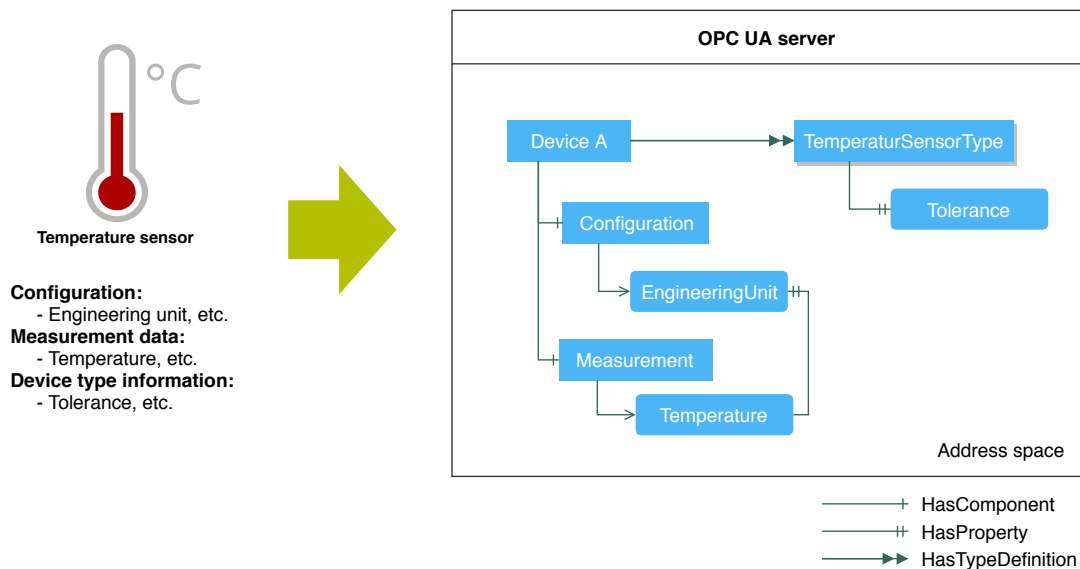 °C
Temperature sensor
Configuration:
- Engineering unit, etc.
Measurement data:
- Temperature, etc.
Device type information:
- Tolerance, etc.
OPC UA server
Device A
TemperaturSensorType
Tolerance
Configuration
EngineeringUnit
Measurement
Temperature
Address space
HasComponent
HasProperty
HasTypeDefinition